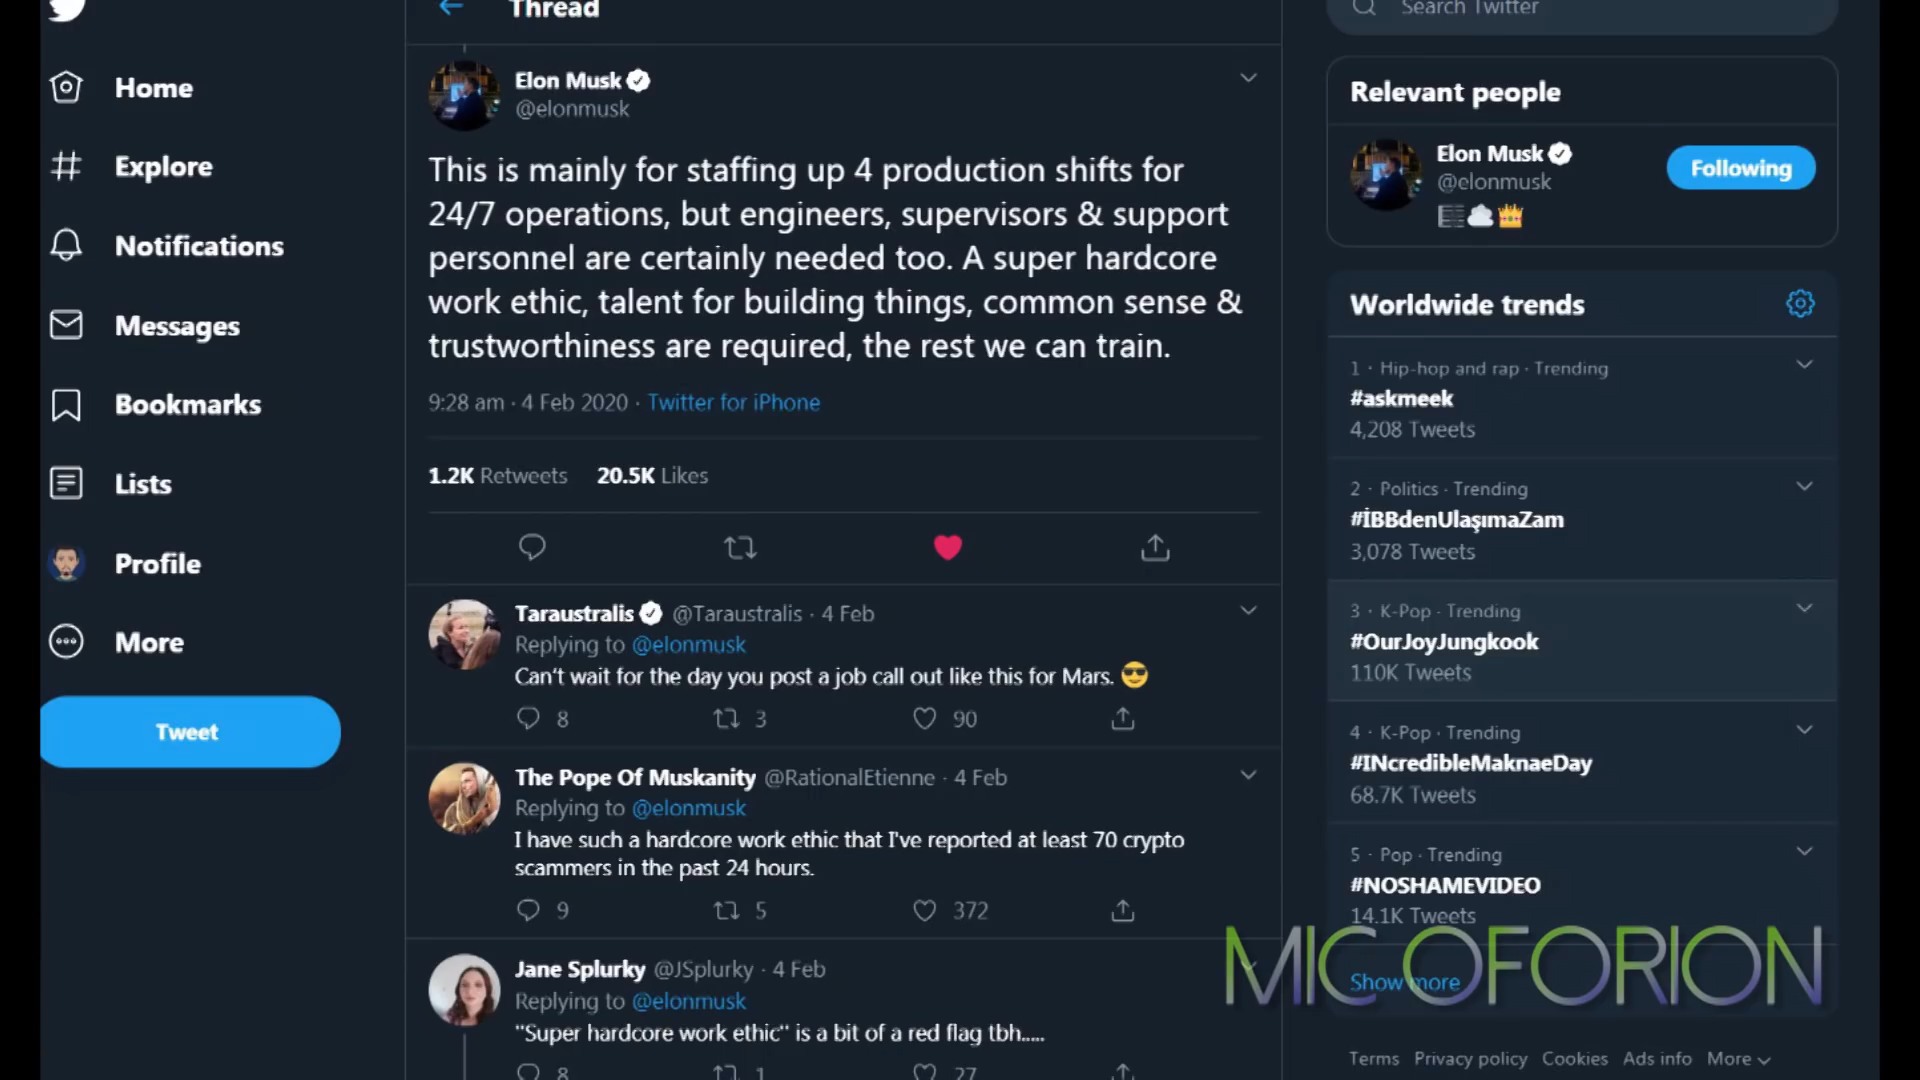 Home
Explore
Notifications
Messages
Bookmarks
Lists
Profile
More
Tweet
Thread
Elon Musk
@elonmusk
This is mainly for staffing up 4 production shifts for
24/7 operations, but engineers, supervisors & support
personnel are certainly needed too. A super hardcore
work ethic, talent for building things, common sense &
trustworthiness are required, the rest we can train.
9:28 am · 4 Feb 2020 · Twitter for iPhone
1.2K Retweets 20.5K Likes
Taraustralis @Taraustralis · 4 Feb
Replying to @elonmusk
Can't wait for the day you post a job call out like this for Mars. 😎
8 3 90
The Pope Of Muskanity @RationalEtienne · 4 Feb
Replying to @elonmusk
I have such a hardcore work ethic that I've reported at least 70 crypto
scammers in the past 24 hours.
9 5 372
Jane Splurky @JSplurky · 4 Feb
Replying to @elonmusk
"Super hardcore work ethic" is a bit of a red flag tbh.....
8 1 27
Search Twitter
Relevant people
Elon Musk
@elonmusk
Following
Worldwide trends
1 · Hip-hop and rap · Trending
#askmeek
4,208 Tweets
2 · Politics · Trending
#İBBdenUlaşımaZam
3,078 Tweets
3 · K-Pop · Trending
#OurJoyJungkook
110K Tweets
4 · K-Pop · Trending
#INcredibleMaknaeDay
68.7K Tweets
5 · Pop · Trending
#NOSHAMEVIDEO
14.1K Tweets
Show more
MIC OF ORION
Terms Privacy policy Cookies Ads info More